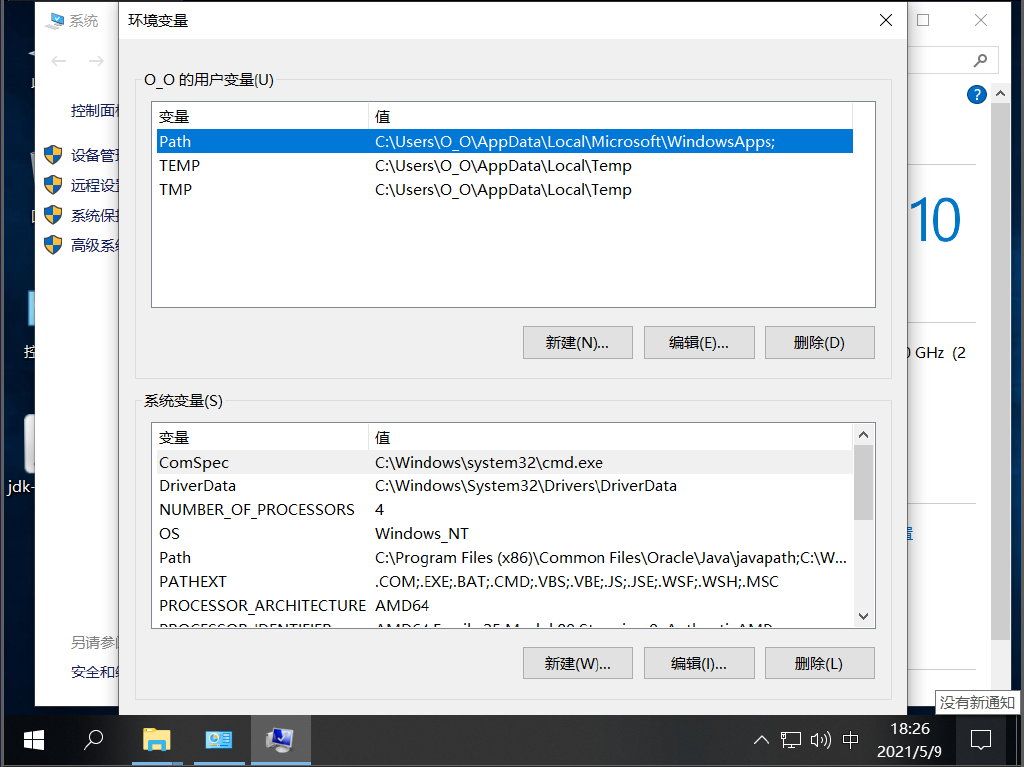 系统
环境变量
O_O 的用户变量(U)
变量 值
Path C:\Users\O_O\AppData\Local\Microsoft\WindowsApps;
TEMP C:\Users\O_O\AppData\Local\Temp
TMP C:\Users\O_O\AppData\Local\Temp
新建(N)... 编辑(E)... 删除(D)
系统变量(S)
变量 值
ComSpec C:\Windows\system32\cmd.exe
DriverData C:\Windows\System32\Drivers\DriverData
NUMBER_OF_PROCESSORS 4
OS Windows_NT
Path C:\Program Files (x86)\Common Files\Oracle\Java\javapath;C:\W...
PATHEXT .COM;.EXE;.BAT;.CMD;.VBS;.VBE;.JS;.JSE;.WSF;.WSH;.MSC
PROCESSOR_ARCHITECTURE AMD64
新建(W)... 编辑(I)... 删除(L)
控制面
设备管
远程设
系统保
高级系
另请参
安全和
jdk-
?
10
GHz (2
没有新通知
中
18:26
2021/5/9